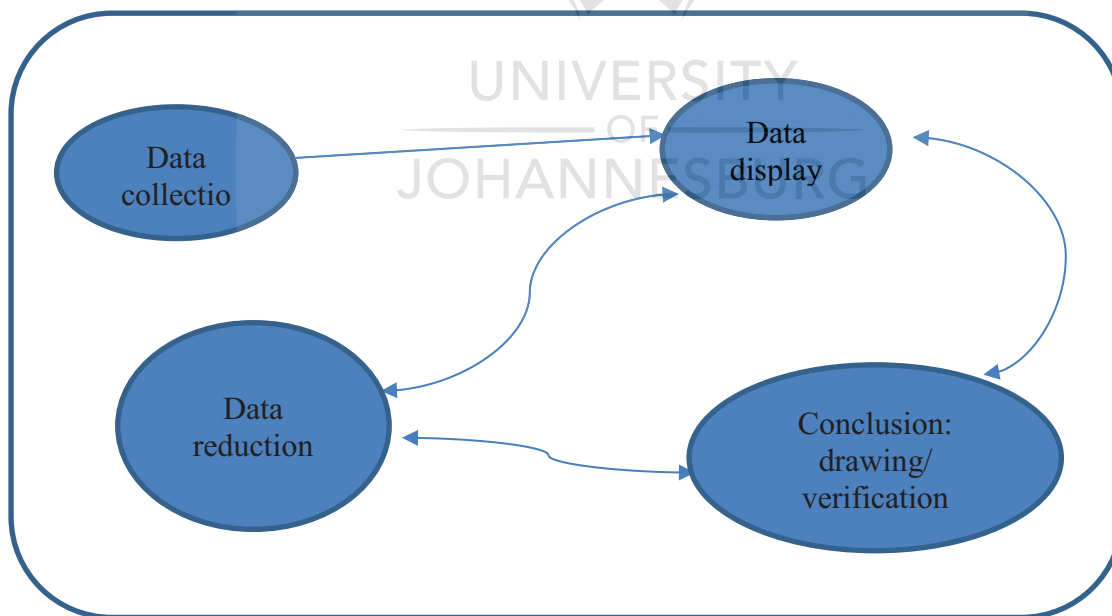 UNIVERSITY
OF
JOHANNESBURG
Data
collectio
Data
display
Data
reduction
Conclusion:
drawing/
verification